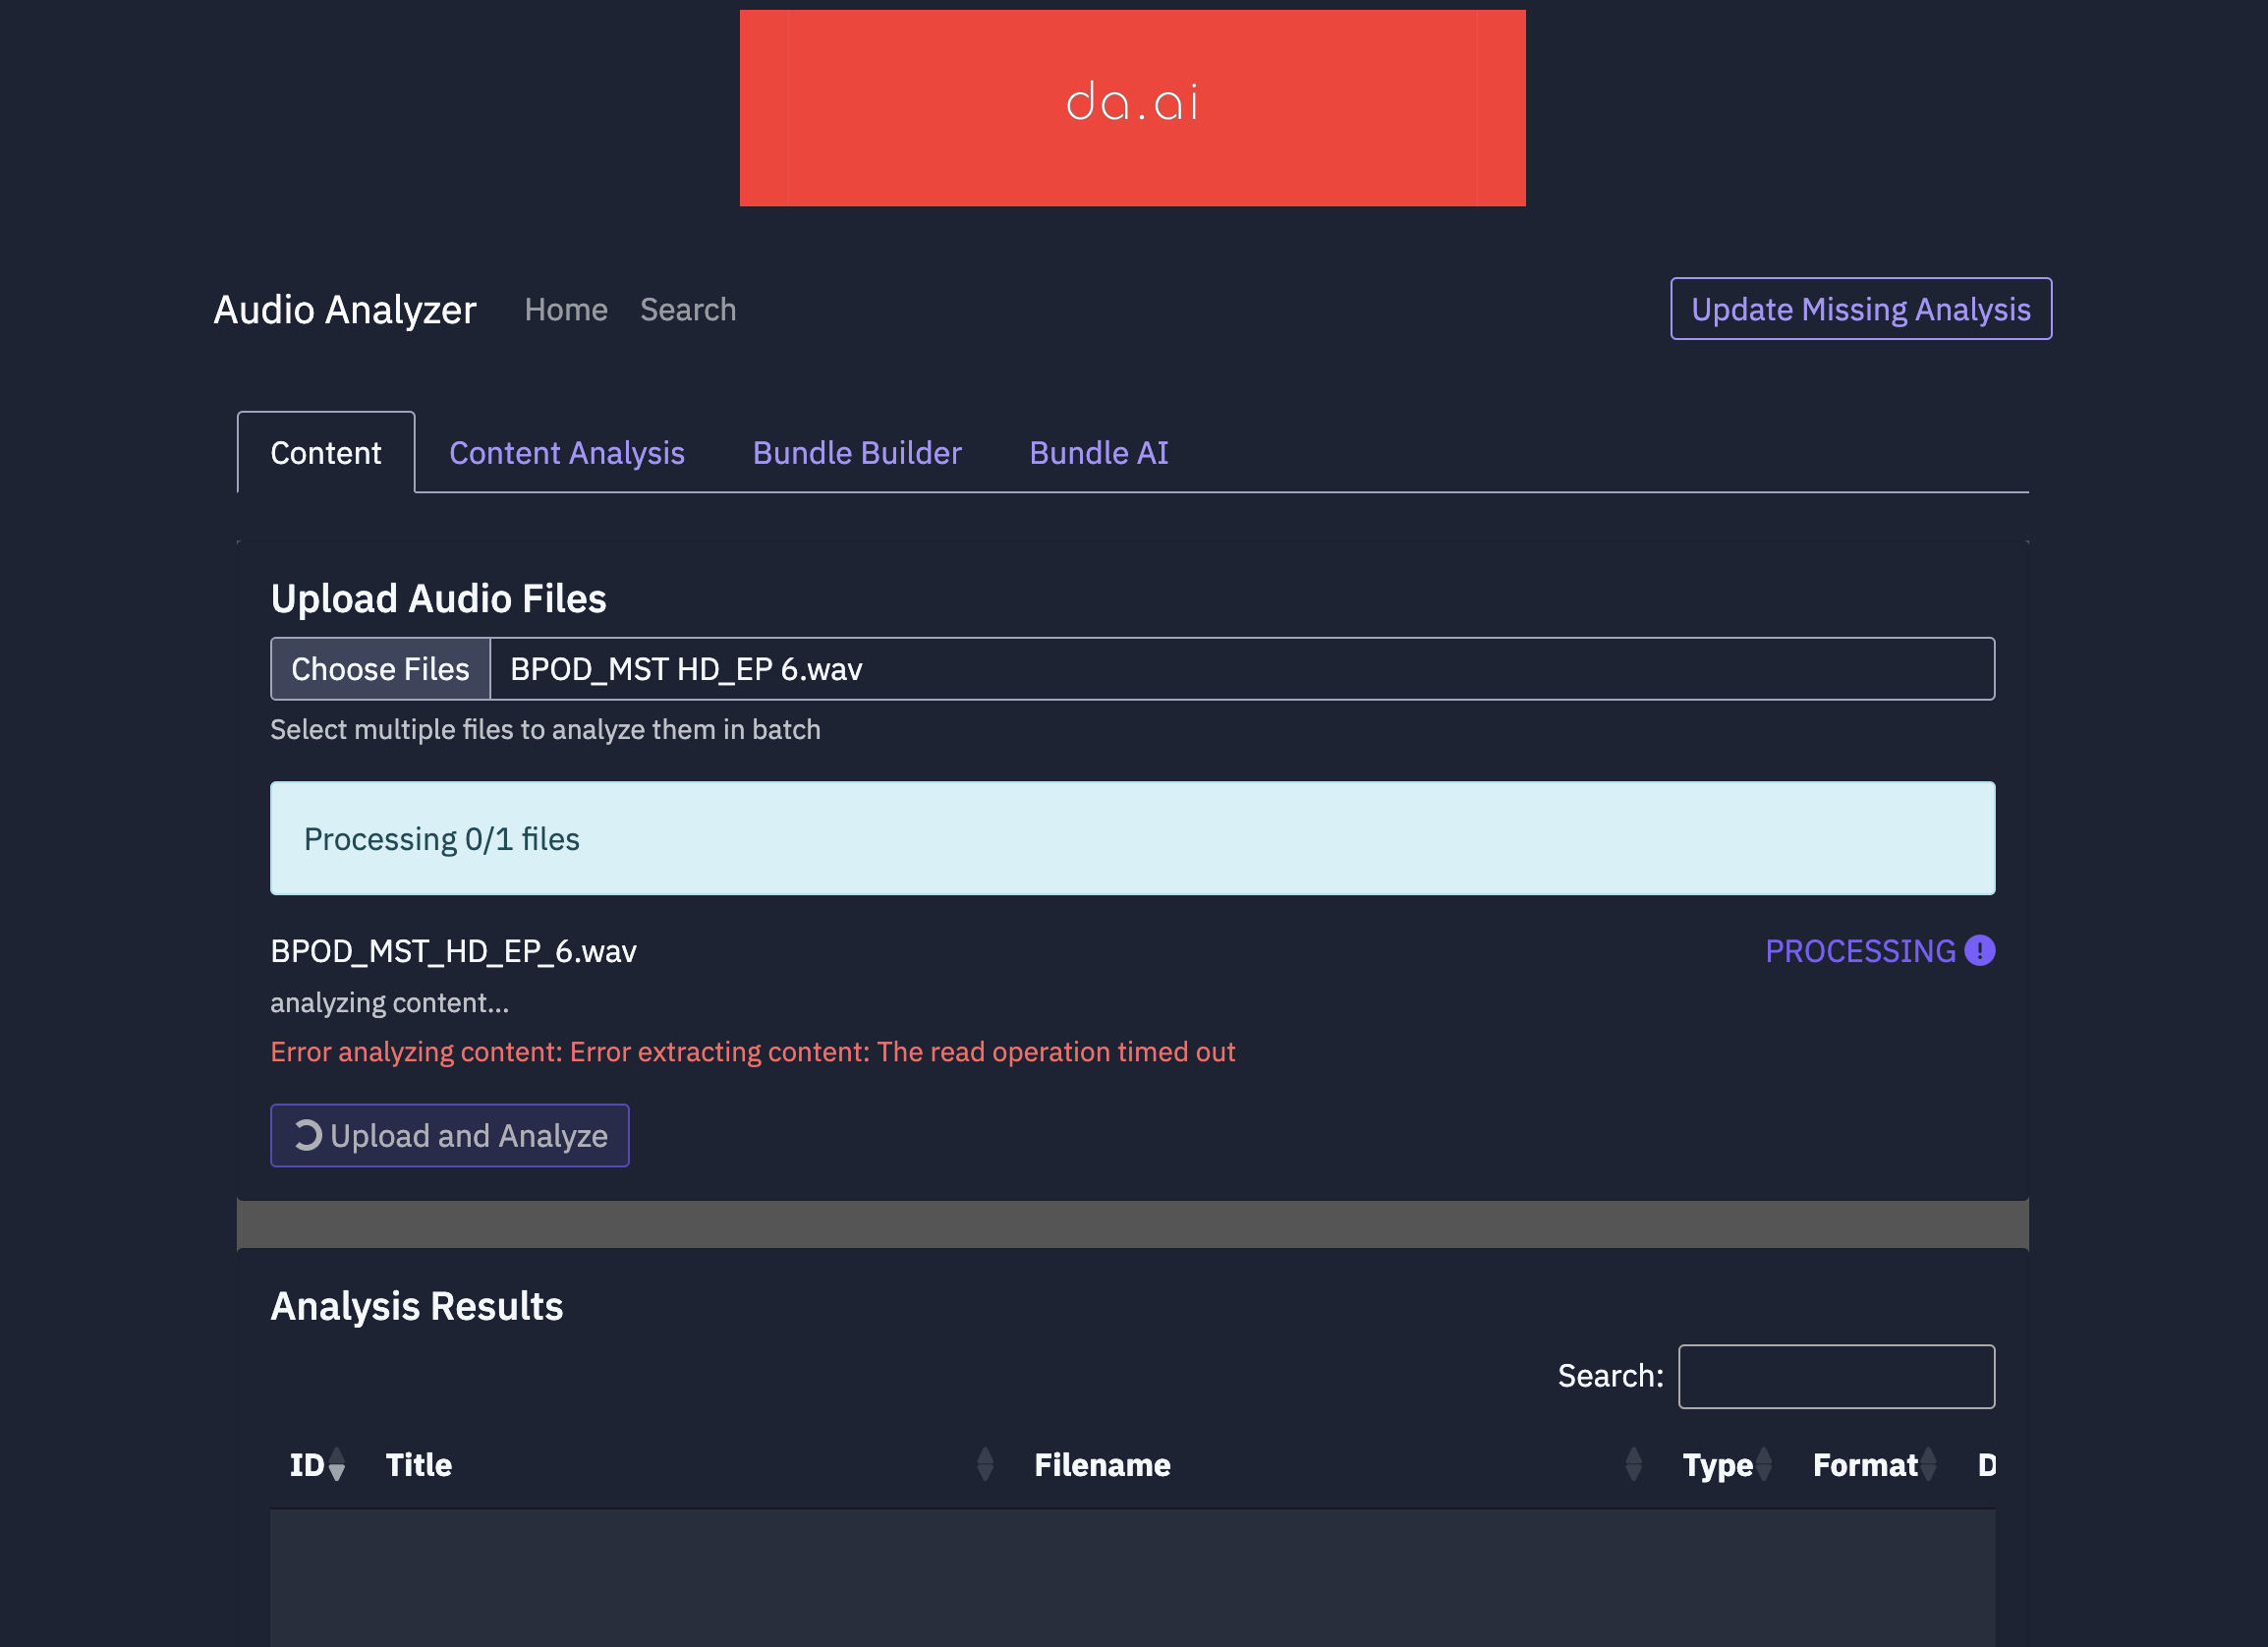 da.ai
Audio Analyzer Home Search Update Missing Analysis
Content Content Analysis Bundle Builder Bundle AI
Upload Audio Files
Choose Files BPOD_MST HD_EP 6.wav
Select multiple files to analyze them in batch
Processing 0/1 files
BPOD_MST_HD_EP_6.wav PROCESSING
analyzing content...
Error analyzing content: Error extracting content: The read operation timed out
Upload and Analyze
Analysis Results
Search:
ID Title Filename Type Format